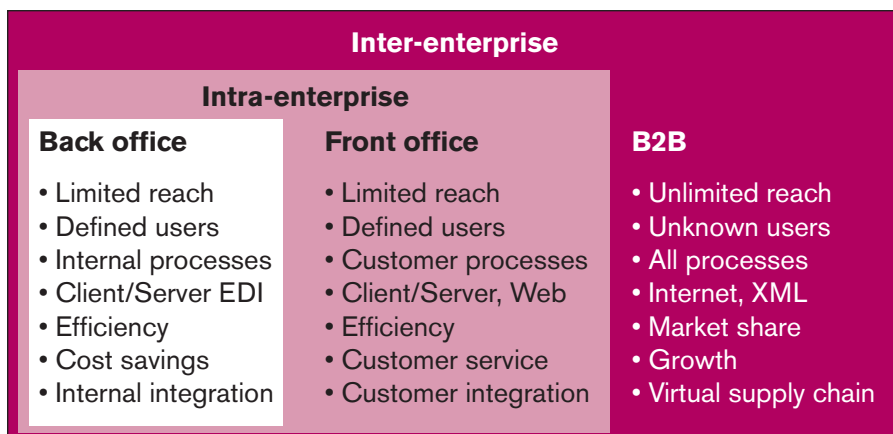 Inter-enterprise
Intra-enterprise
Back office
• Limited reach
• Defined users
• Internal processes
• Client/Server EDI
• Efficiency
• Cost savings
• Internal integration
Front office
• Limited reach
• Defined users
• Customer processes
• Client/Server, Web
• Efficiency
• Customer service
• Customer integration
B2B
• Unlimited reach
• Unknown users
• All processes
• Internet, XML
• Market share
• Growth
• Virtual supply chain